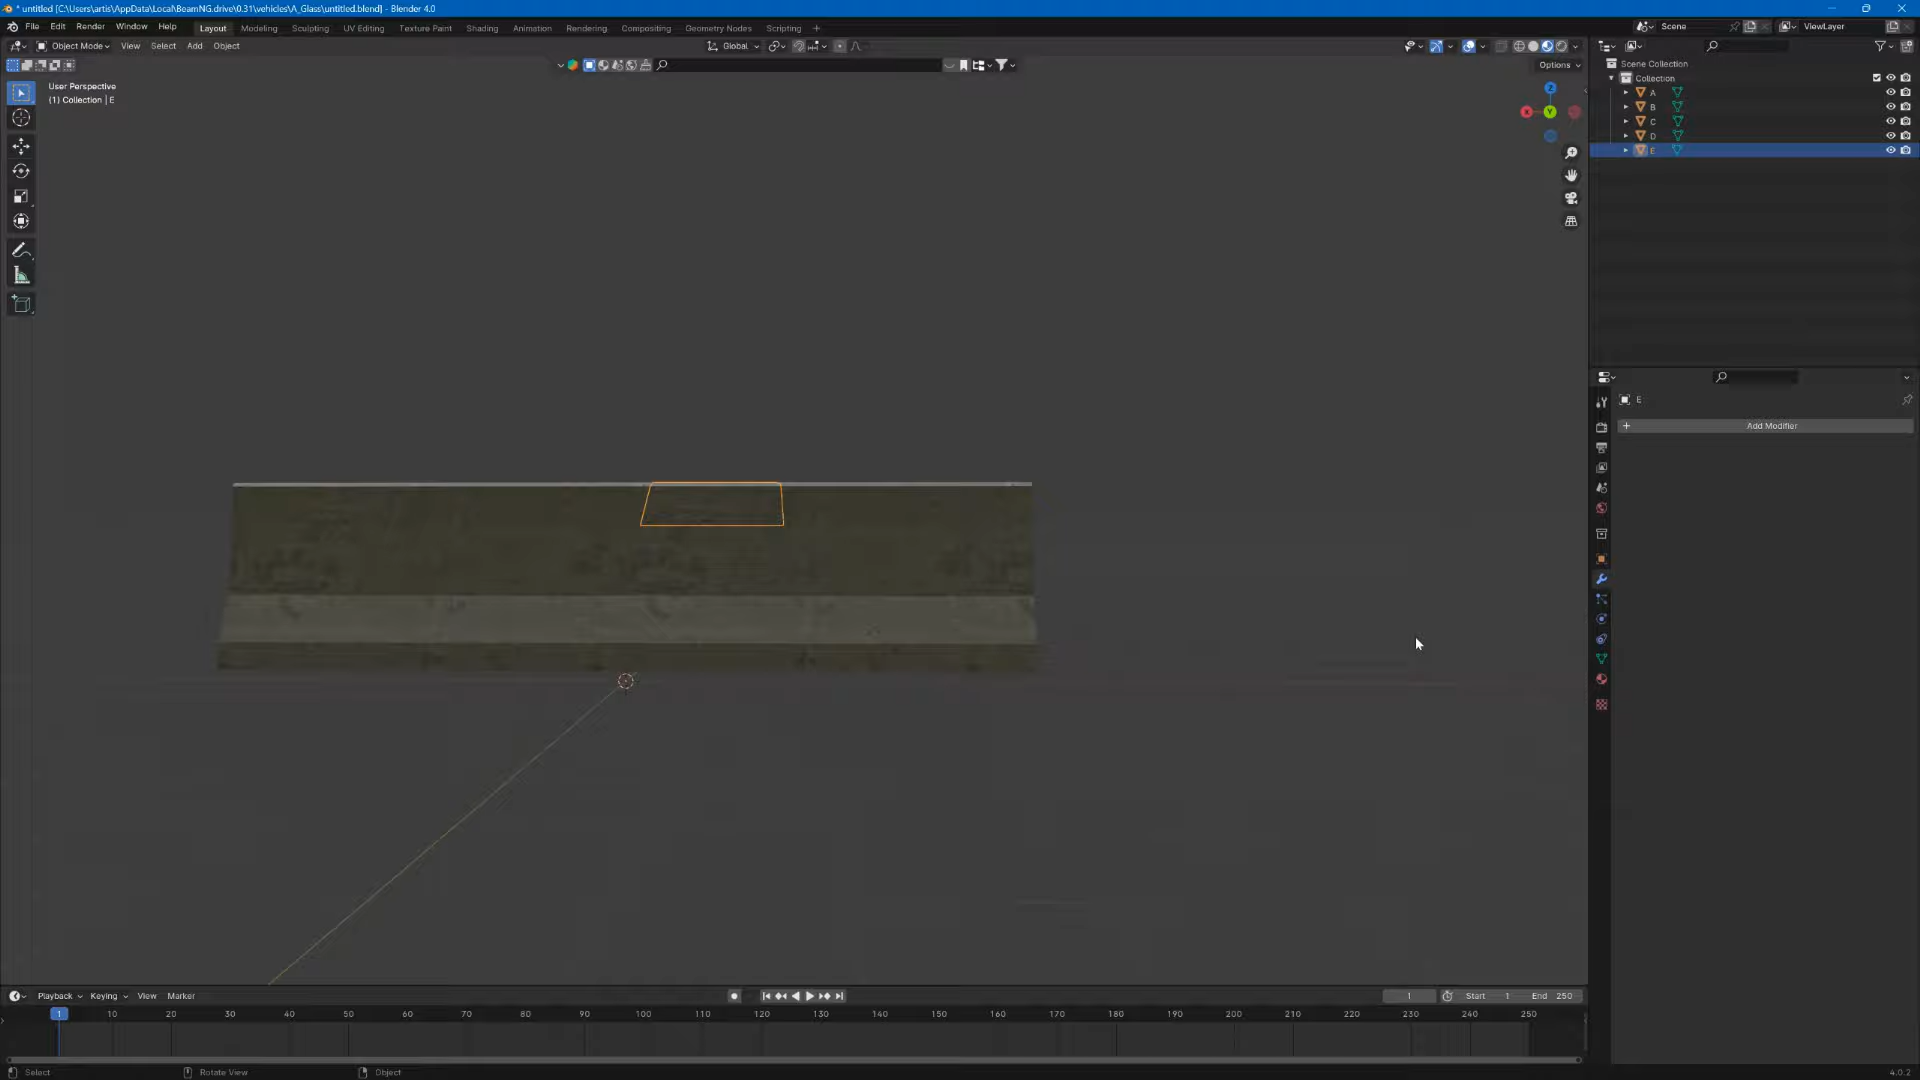 * untitled [C:\Users\artis\AppData\Local\BeamNG.drive\0.31\vehicles\A_Glass\untitled.blend] - Blender 4.0
File Edit Render Window Help
Layout Modeling Sculpting UV Editing Texture Paint Shading Animation Rendering Compositing Geometry Nodes Scripting +
Scene
ViewLayer
Object Mode View Select Add Object
Global
Options
User Perspective
(1) Collection | E
Z
X
Y
Scene Collection
Collection
A
B
C
D
E
E
+ Add Modifier
Playback Keying View Marker
1
Start 1
End 250
1 10 20 30 40 50 60 70 80 90 100 110 120 130 140 150 160 170 180 190 200 210 220 230 240 250
Select
Rotate View
Object
4.0.2